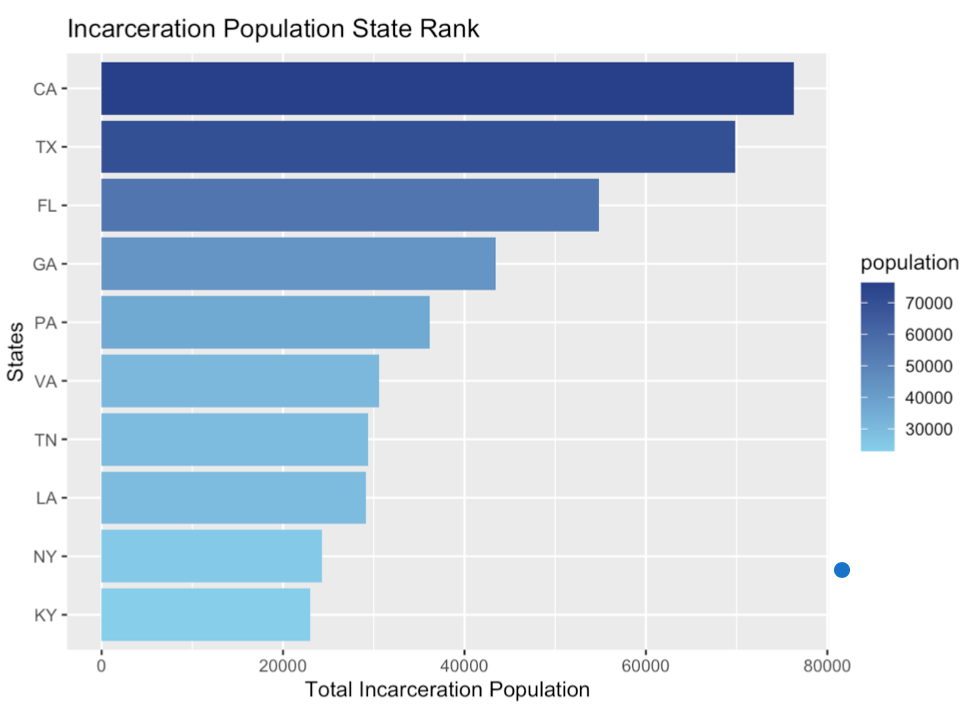 Incarceration Population State Rank
CA
TX
FL
GA
PA
VA
TN
LA
NY
KY
States
0 20000 40000 60000 80000
Total Incarceration Population
population
70000
60000
50000
40000
30000